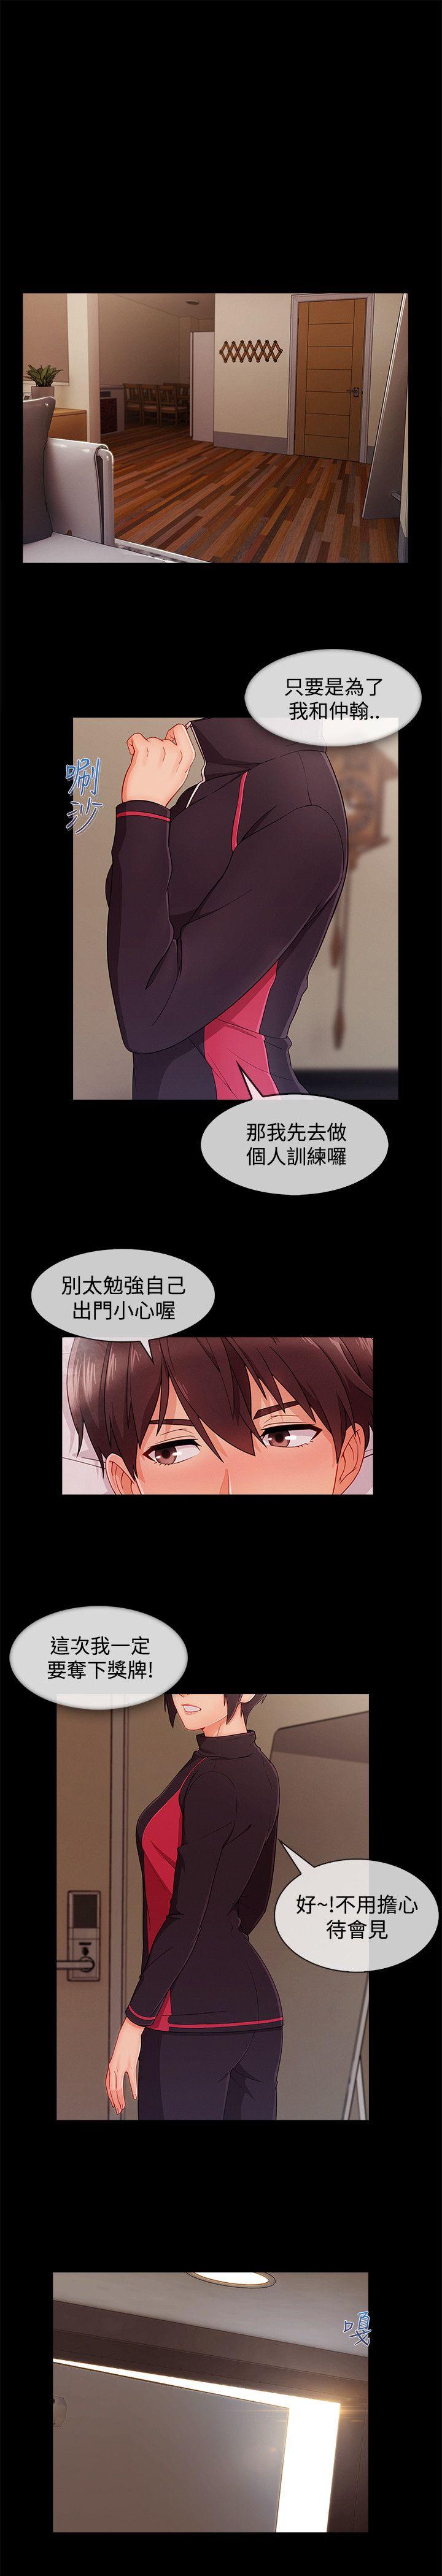 只要是為了
我和仲翰..
唰
沙
那我先去做
個人訓練囉
別太勉強自己
出門小心喔
這次我一定
要奪下獎牌!
好~!不用擔心
待會見
嘎